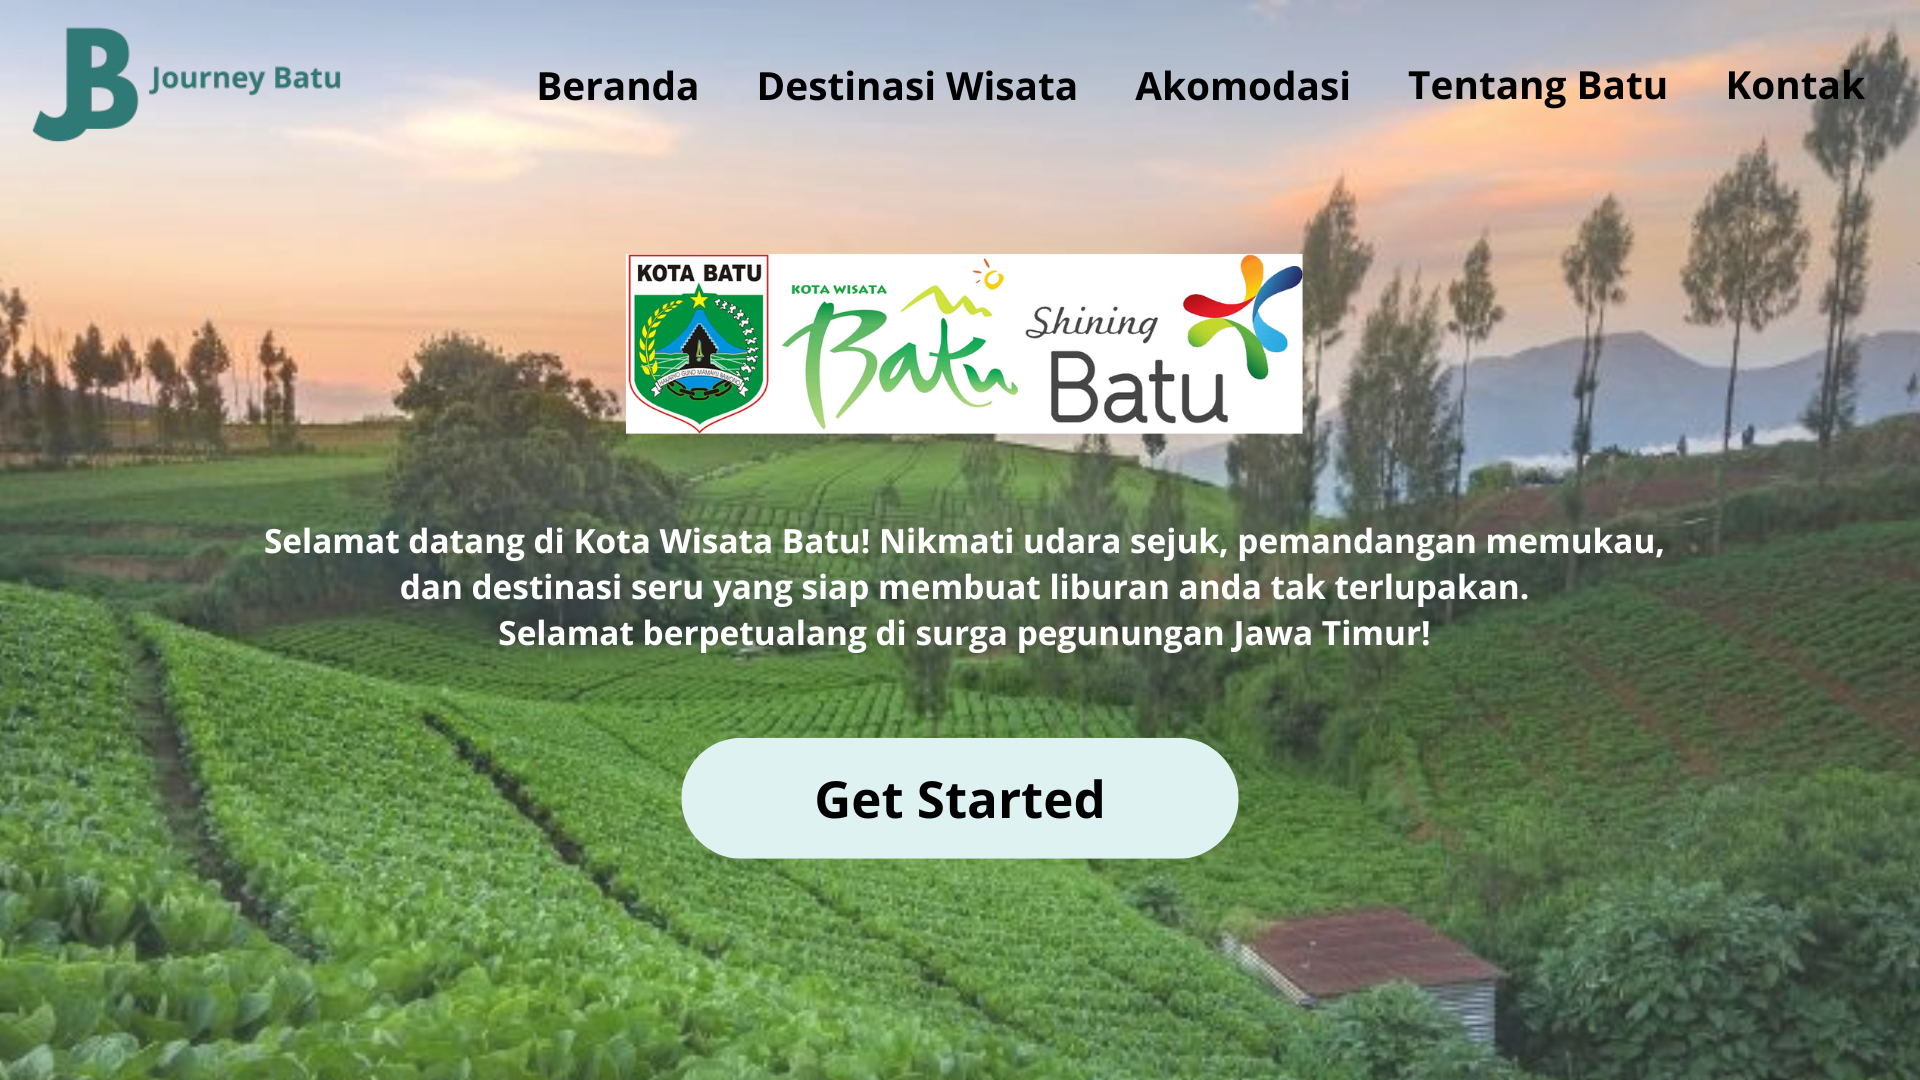 JB Journey Batu
Beranda Destinasi Wisata Akomodasi Tentang Batu Kontak
KOTA BATU
KOTA WISATA
Batu
Shining
Batu
Selamat datang di Kota Wisata Batu! Nikmati udara sejuk, pemandangan memukau,
dan destinasi seru yang siap membuat liburan anda tak terlupakan.
Selamat berpetualang di surga pegunungan Jawa Timur!
Get Started